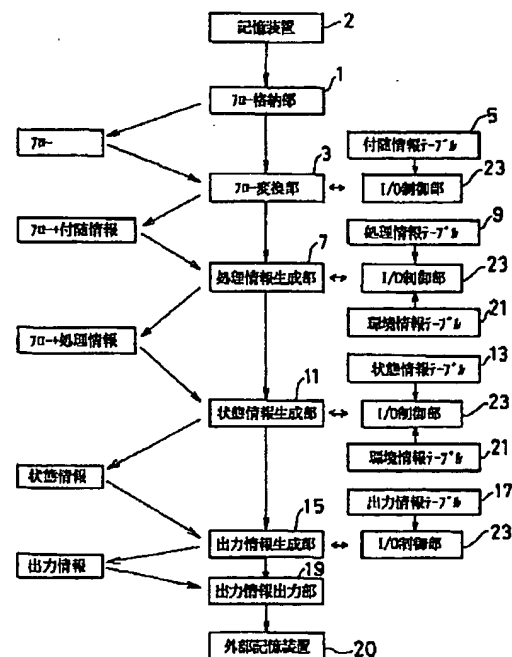 記憶装置
2
1
ﾌﾛｰ格納部
ﾌﾛｰ
5
付随情報ﾃｰﾌﾞﾙ
3
ﾌﾛｰ変換部
I/O制御部
23
ﾌﾛｰ+付随情報
9
処理情報ﾃｰﾌﾞﾙ
7
処理情報生成部
I/O制御部
23
環境情報ﾃｰﾌﾞﾙ
21
ﾌﾛｰ+処理情報
13
状態情報ﾃｰﾌﾞﾙ
11
状態情報生成部
I/O制御部
23
環境情報ﾃｰﾌﾞﾙ
21
状態情報
出力情報ﾃｰﾌﾞﾙ
17
15
出力情報生成部
I/O制御部
23
出力情報
19
出力情報出力部
外部記憶装置
20